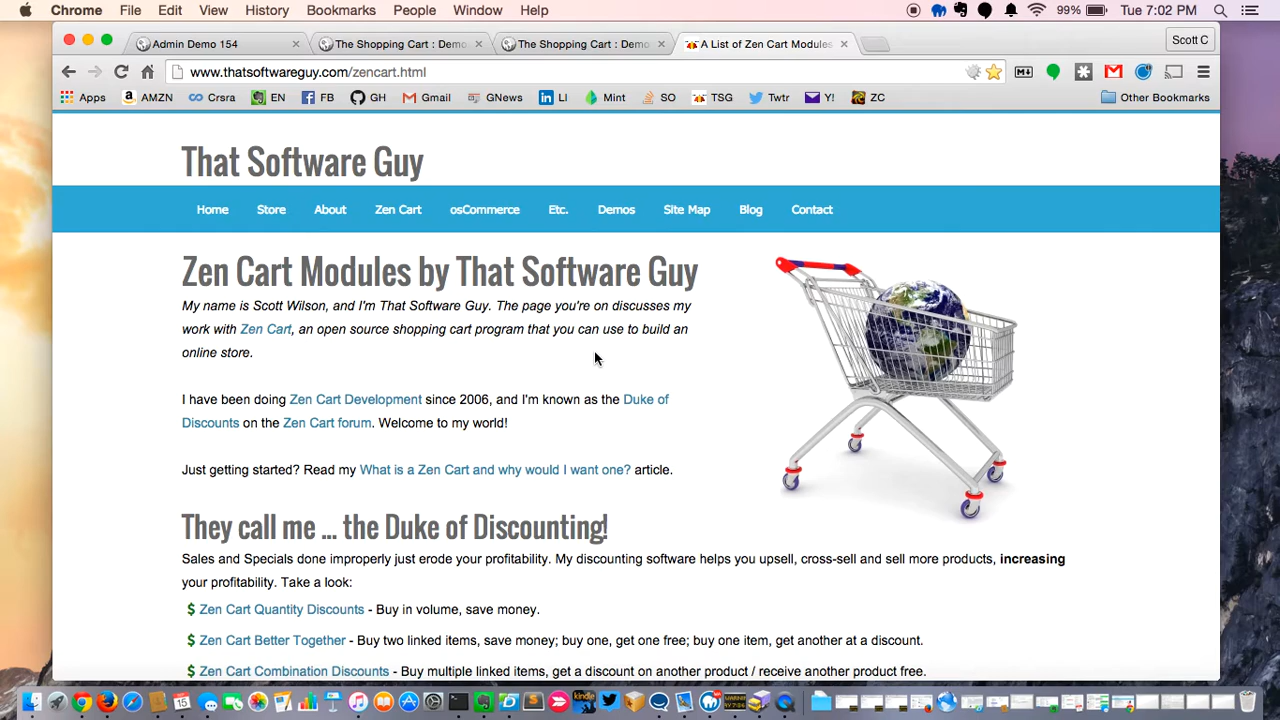 Chrome File Edit View History Bookmarks People Window Help 99% Tue 7:02 PM
Admin Demo 154 The Shopping Cart : Demo The Shopping Cart : Demo A List of Zen Cart Modules Scott C
www.thatsoftwareguy.com/zencart.html
Apps AMZN Crsra EN FB GH Gmail GNews LI Mint SO TSG Twtr Y! ZC Other Bookmarks
That Software Guy
Home Store About Zen Cart osCommerce Etc. Demos Site Map Blog Contact
Zen Cart Modules by That Software Guy
My name is Scott Wilson, and I'm That Software Guy. The page you're on discusses my
work with Zen Cart, an open source shopping cart program that you can use to build an
online store.
I have been doing Zen Cart Development since 2006, and I'm known as the Duke of
Discounts on the Zen Cart forum. Welcome to my world!
Just getting started? Read my What is a Zen Cart and why would I want one? article.
They call me ... the Duke of Discounting!
Sales and Specials done improperly just erode your profitability. My discounting software helps you upsell, cross-sell and sell more products, increasing
your profitability. Take a look:
$ Zen Cart Quantity Discounts - Buy in volume, save money.
$ Zen Cart Better Together - Buy two linked items, save money; buy one, get one free; buy one item, get another at a discount.
$ Zen Cart Combination Discounts - Buy multiple linked items, get a discount on another product / receive another product free.